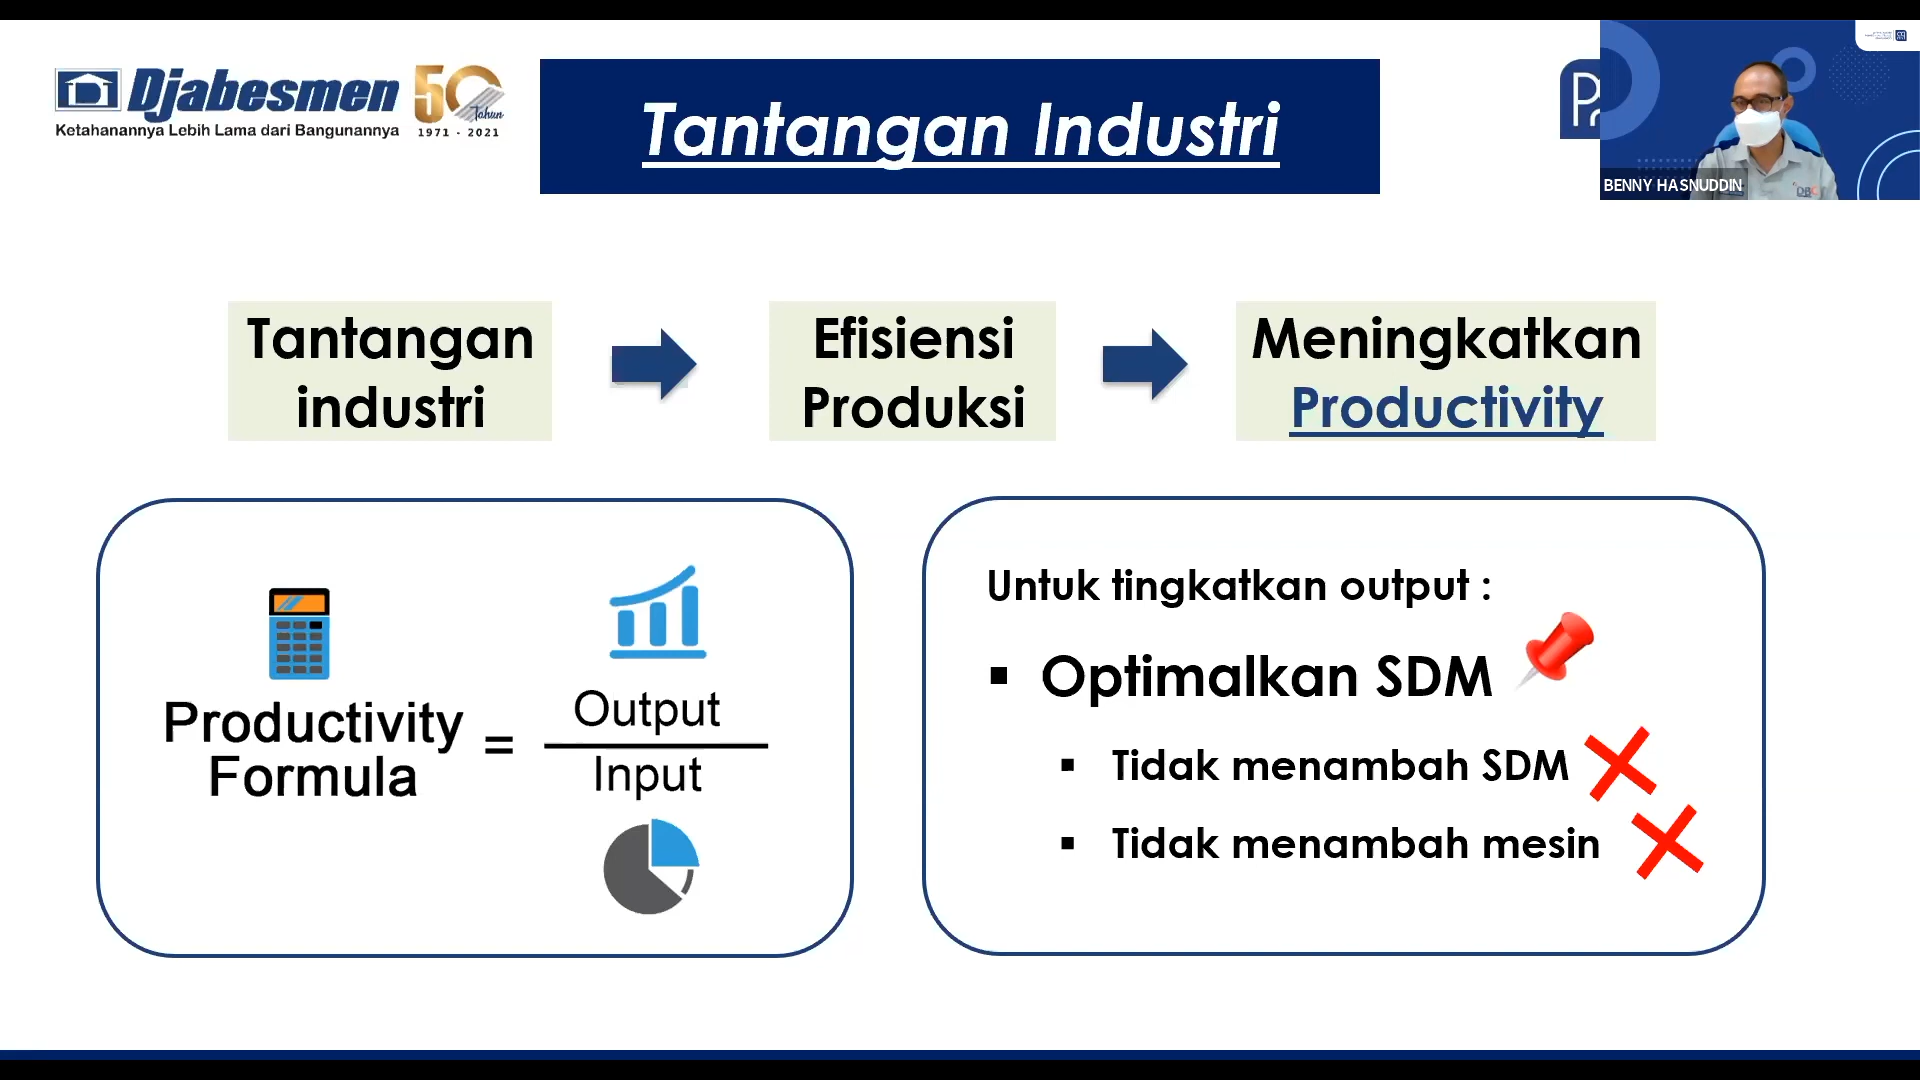 Djabesmen
Ketahanannya Lebih Lama dari Bangunannya
50
Tahun
1971 - 2021
Tantangan Industri
BENNY HASNUDDIN
Tantangan
industri
Efisiensi
Produksi
Meningkatkan
Productivity
Productivity
Formula
=
Output
Input
Untuk tingkatkan output :
▪ Optimalkan SDM
▪ Tidak menambah SDM
▪ Tidak menambah mesin